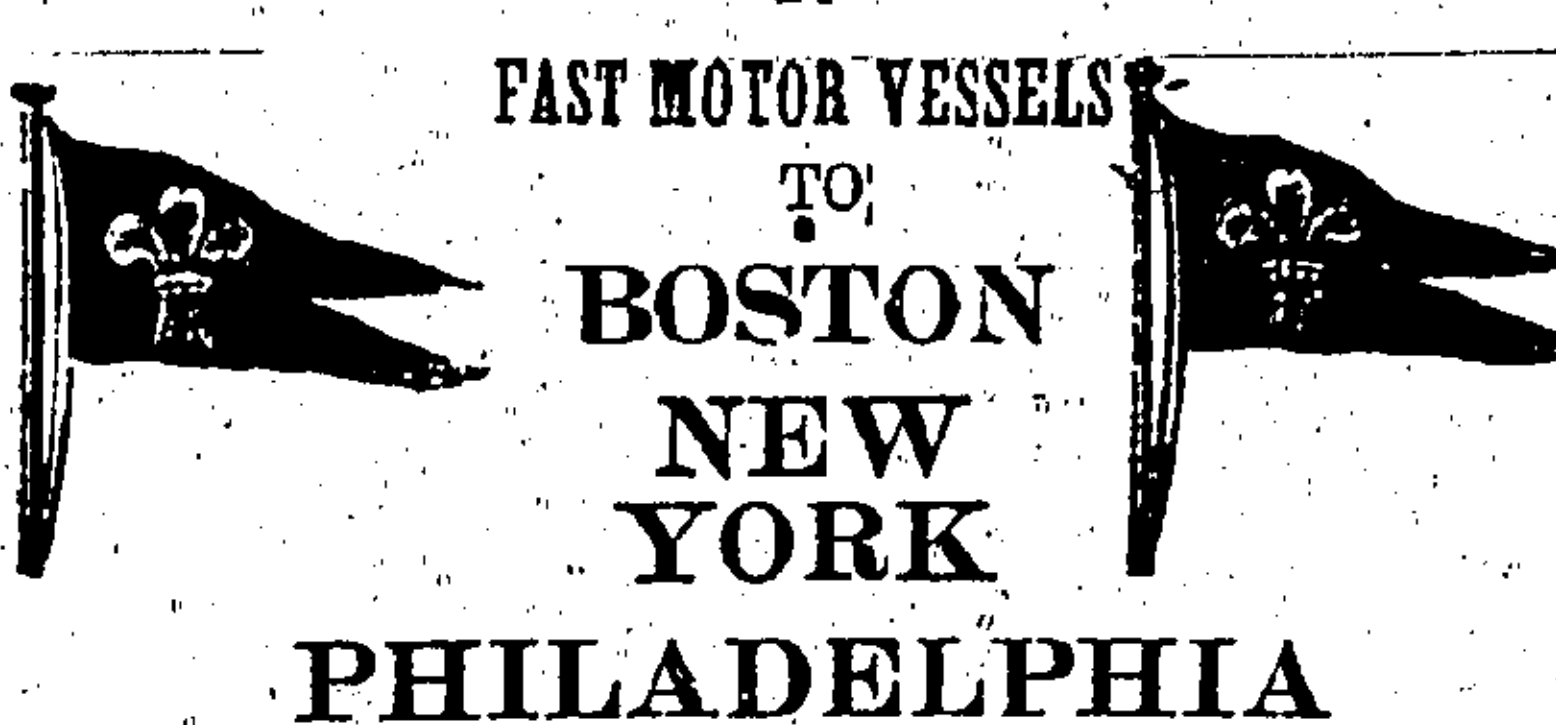 FAST MOTOR VESSELS
TO
BOSTON
NEW
YORK
PHILADELPHIA